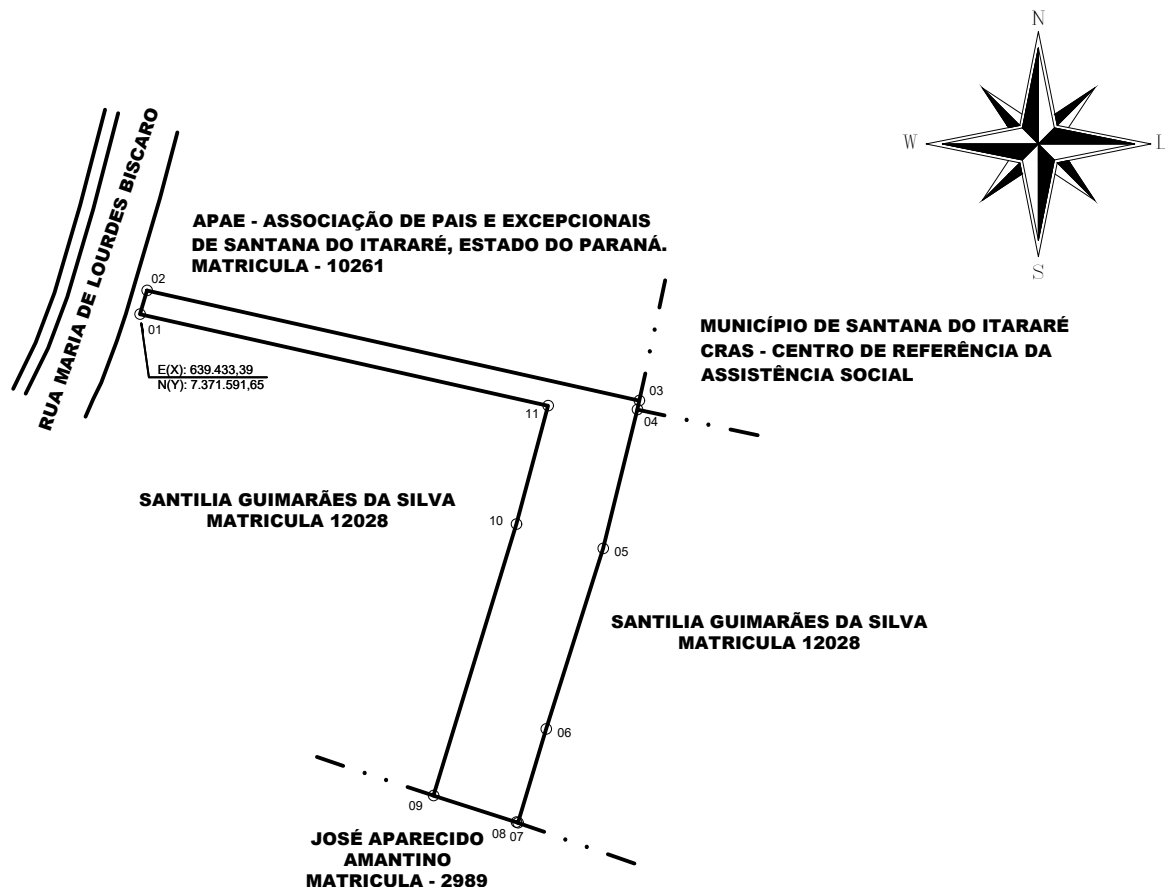 N
W
L
S
RUA MARIA DE LOURDES BISCARO
APAE - ASSOCIAÇÃO DE PAIS E EXCEPCIONAIS
DE SANTANA DO ITARARÉ, ESTADO DO PARANÁ.
MATRICULA - 10261
02
01
E(X): 639.433,39
N(Y): 7.371.591,65
MUNICÍPIO DE SANTANA DO ITARARÉ
CRAS - CENTRO DE REFERÊNCIA DA
ASSISTÊNCIA SOCIAL
03
04
11
SANTILIA GUIMARÃES DA SILVA
MATRICULA 12028
10
05
SANTILIA GUIMARÃES DA SILVA
MATRICULA 12028
06
09
08
07
JOSÉ APARECIDO
AMANTINO
MATRICULA - 2989